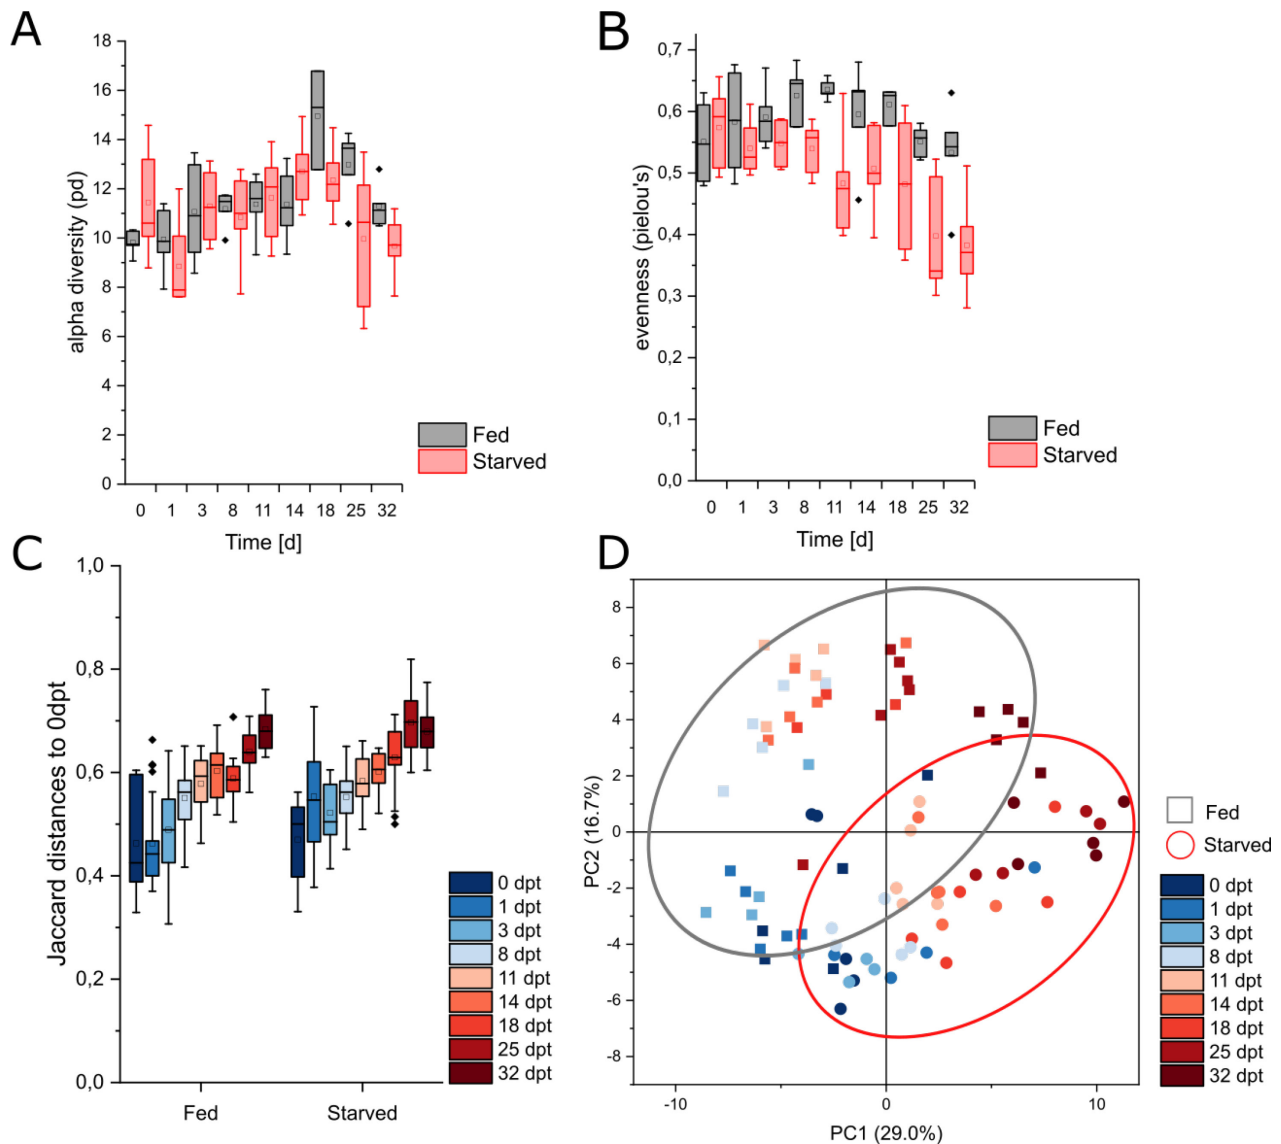 A
18
16
14
12
10
8
6
4
2
0
alpha diversity (pd)
0 1 3 8 11 14 18 25 32
Time [d]
Fed
Starved
B
0,7
0,6
0,5
0,4
0,3
0,2
0,1
0,0
evenness (pielou's)
0 1 3 8 11 14 18 25 32
Time [d]
Fed
Starved
C
1,0
0,8
0,6
0,4
0,2
0,0
Jaccard distances to 0dpt
Fed Starved
0 dpt
1 dpt
3 dpt
8 dpt
11 dpt
14 dpt
18 dpt
25 dpt
32 dpt
D
8
6
4
2
0
-2
-4
-6
-8
PC2 (16.7%)
-10 0 10
PC1 (29.0%)
Fed
Starved
0 dpt
1 dpt
3 dpt
8 dpt
11 dpt
14 dpt
18 dpt
25 dpt
32 dpt